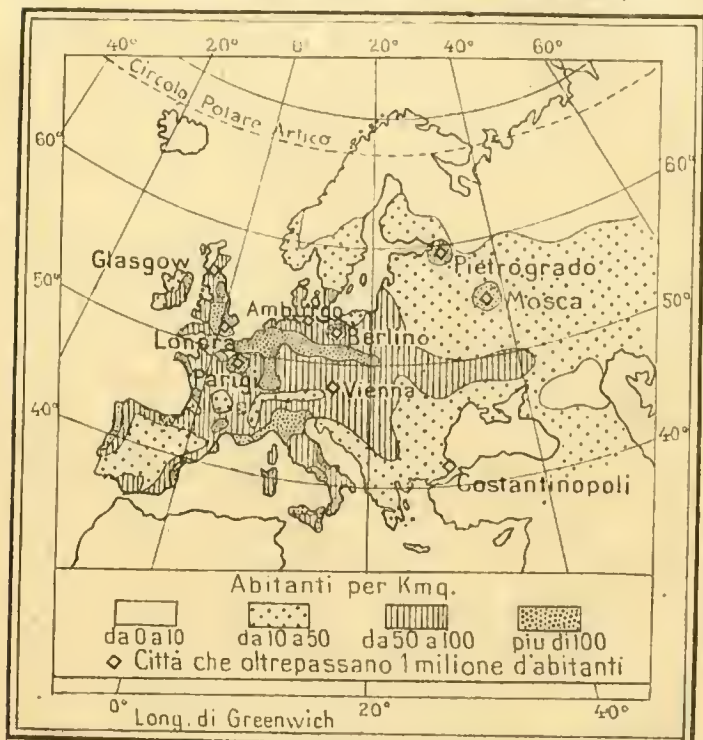 40° 20° 0° 20° 40° 60°
Circolo Polare Artico
60° 60°
Glasgow
Pietrogrado
50° 50°
Mosca
Amburgo
Londra Berlino
Parigi Vienna
40° 40°
Costantinopoli
Abitanti per Kmq.
da 0 a 10 da 10 a 50 da 50 a 100 piu di 100
Città che oltrepassano 1 milione d'abitanti
0° 20° 40°
Long. di Greenwich